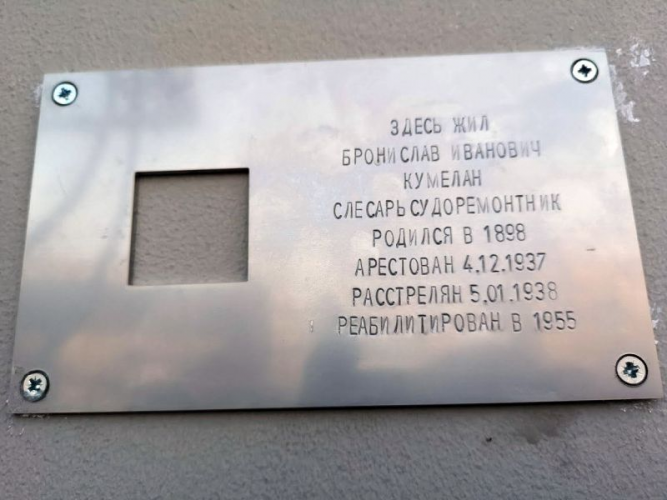 ЗДЕСЬ ЖИЛ
БРОНИСЛАВ ИВАНОВИЧ
КУМЕЛАН
СЛЕСАРЬ СУДОРЕМОНТНИК
РОДИЛСЯ В 1898
АРЕСТОВАН 4.12.1937
РАССТРЕЛЯН 5.01.1938
РЕАБИЛИТИРОВАН В 1955